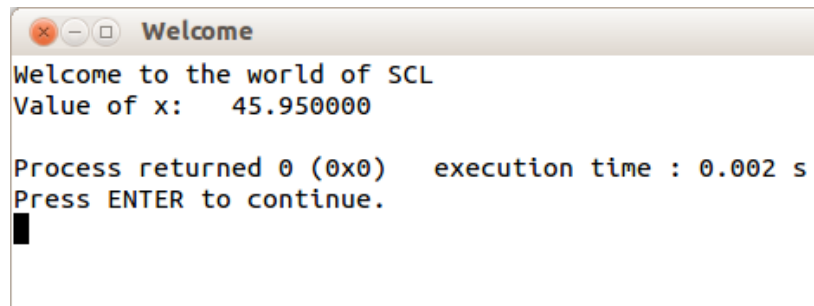 Welcome
Welcome to the world of SCL
Value of x:   45.950000
Process returned 0 (0x0)   execution time : 0.002 s
Press ENTER to continue.